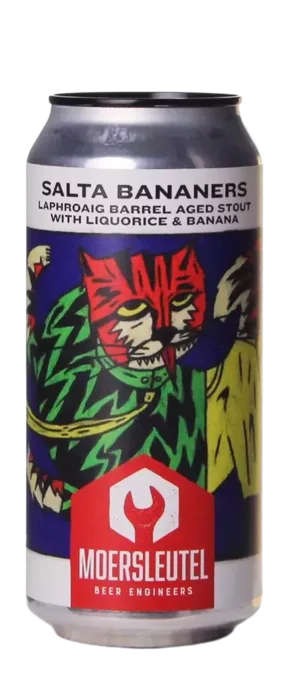 SALTA BANANERS
LAPHROAIG BARREL AGED STOUT
WITH LIQUORICE & BANANA
MOERSLEUTEL
BEER ENGINEERS